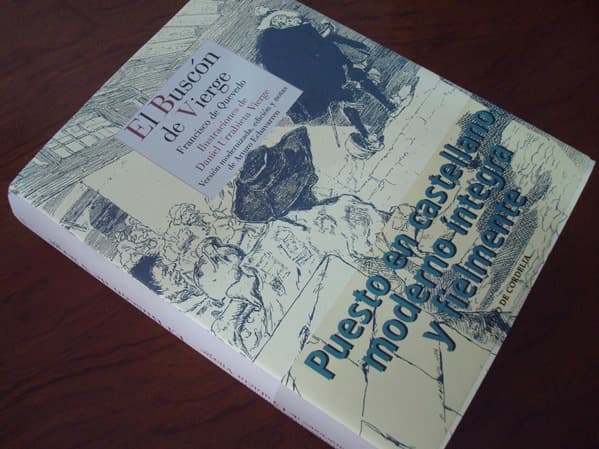 El Buscón
de Vierge
Francisco de Quevedo
Ilustraciones de
Daniel Urrabieta Vierge
Versión modernizada, edición y notas
de Arturo Echavarren
Puesto en castellano
moderno íntegra
y fielmente
DE CORDELIA